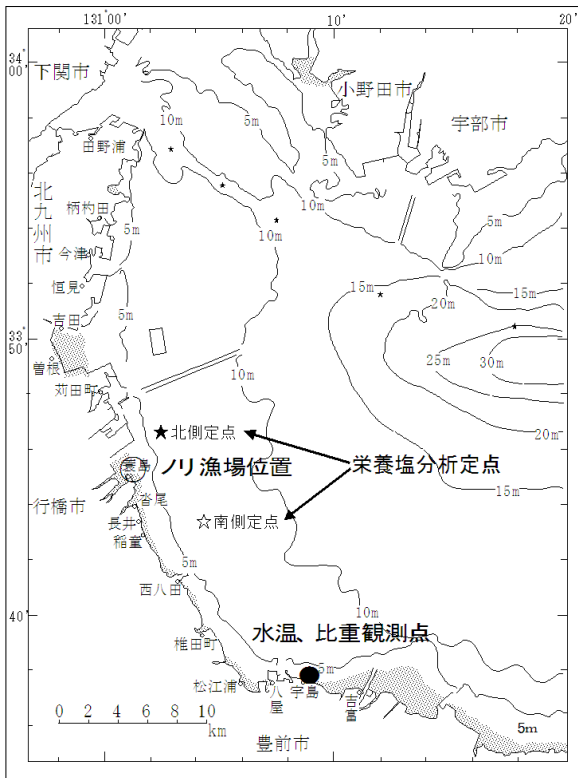 131°00′
10′
20′
34°
00′
下関市
小野田市
宇部市
10m
5m
田野浦
5m
10m
北九州市
柄杓田
5m
10m
5m
10m
今津
恒見
15m
20m
15m
5m
吉田
33°
50′
25m
30m
曽根
10m
苅田町
20m
★北側定点
栄養塩分析定点
蓑島
ノリ漁場位置
15m
行橋市
沓尾
☆南側定点
長井
稲童
5m
西八田
10m
40′
水温、比重観測点
椎田町
5m
松江浦
八屋
宇島
吉富
0 2 4 6 8 10
km
5m
豊前市